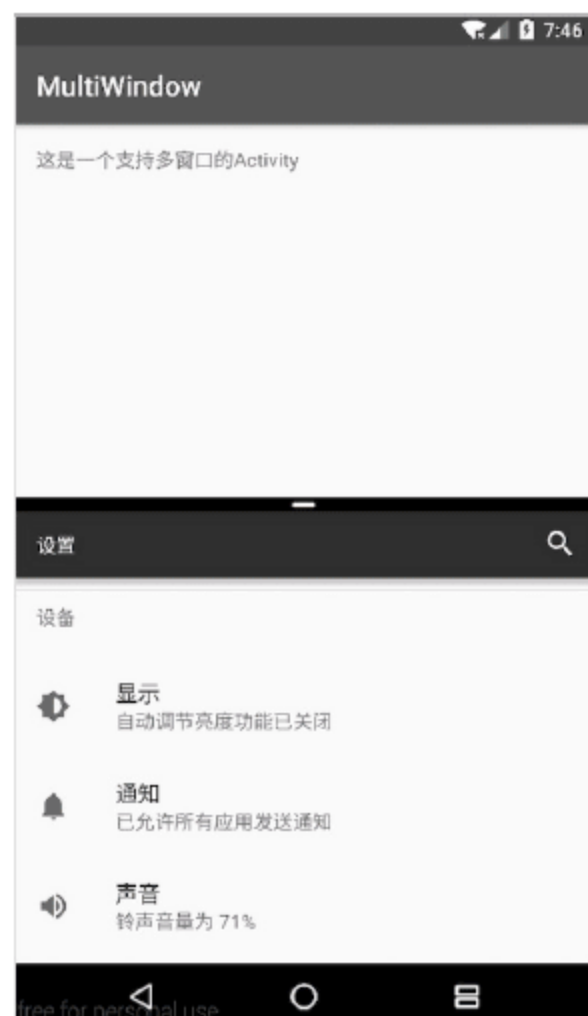 7:46
MultiWindow
这是一个支持多窗口的Activity
设置
设备
显示
自动调节亮度功能已关闭
通知
已允许所有应用发送通知
声音
铃声音量为 71%
free for personal use